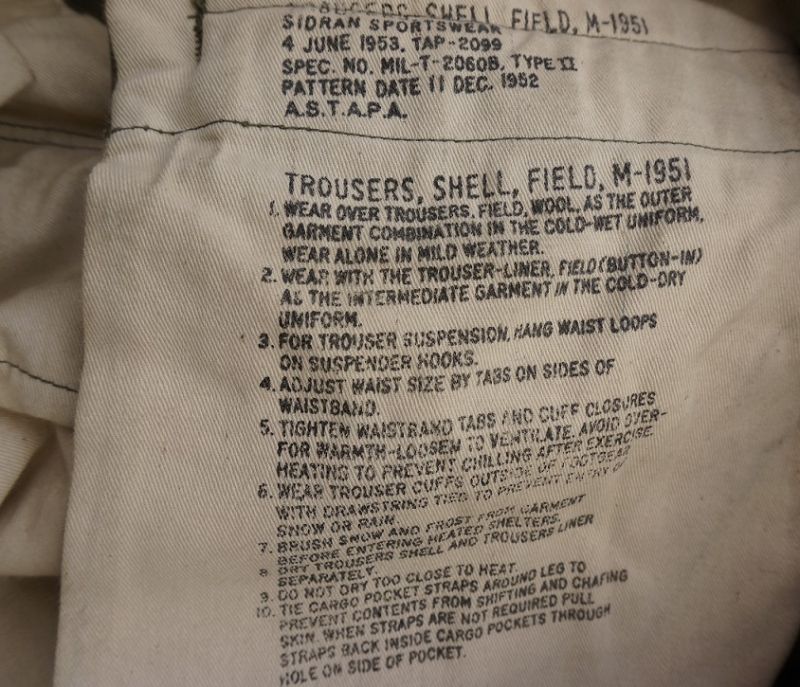 TROUSERS, SHELL, FIELD, M-1951
SIDRAN SPORTSWEAR
4 JUNE 1953. TAP-2099
SPEC. NO. MIL-T-2060B, TYPE II
PATTERN DATE 11 DEC. 1952
A.S.T.A.P.A.
TROUSERS, SHELL, FIELD, M-1951
1. WEAR OVER TROUSERS, FIELD, WOOL, AS THE OUTER
GARMENT COMBINATION IN THE COLD-WET UNIFORM.
WEAR ALONE IN MILD WEATHER.
2. WEAR WITH THE TROUSER-LINER, FIELD (BUTTON-IN)
AS THE INTERMEDIATE GARMENT IN THE COLD-DRY
UNIFORM.
3. FOR TROUSER SUSPENSION, HANG WAIST LOOPS
ON SUSPENDER HOOKS.
4. ADJUST WAIST SIZE BY TABS ON SIDES OF
WAISTBAND.
5. TIGHTEN WAISTBAND TABS AND CUFF CLOSURES
FOR WARMTH-LOOSEN TO VENTILATE. AVOID OVER-
HEATING TO PREVENT CHILLING AFTER EXERCISE.
6. WEAR TROUSER CUFFS OUTSIDE OF FOOTGEAR
WITH DRAWSTRING TIED TO PREVENT ENTRY OF
SNOW OR RAIN.
7. BRUSH SNOW AND FROST FROM GARMENT
BEFORE ENTERING HEATED SHELTERS.
8 DRY TROUSERS SHELL AND TROUSERS LINER
SEPARATELY.
9. DO NOT DRY TOO CLOSE TO HEAT.
10. TIE CARGO POCKET STRAPS AROUND LEG TO
PREVENT CONTENTS FROM SHIFTING AND CHAFING
SKIN. WHEN STRAPS ARE NOT REQUIRED PULL
STRAPS BACK INSIDE CARGO POCKETS THROUGH
HOLE ON SIDE OF POCKET.